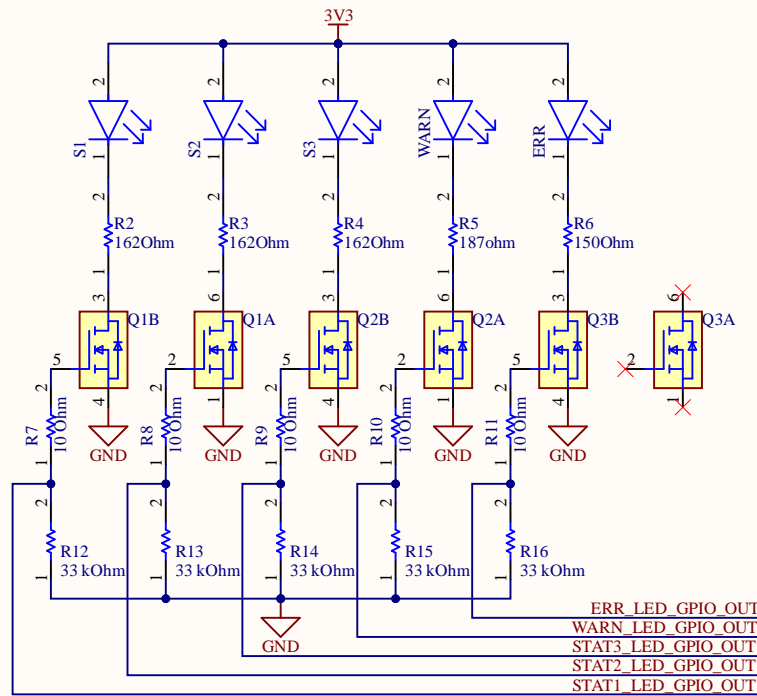 3V3
2 2 2 2 2
S1 S2 S3 WARN ERR
1 1 1 1 1
2 2 2 2 2
R2 R3 R4 R5 R6
162Ohm 162Ohm 162Ohm 187ohm 150Ohm
1 1 1 1 1
3 6 3 6 3 6
Q1B Q1A Q2B Q2A Q3B Q3A
5 2 5 2 5 2
4 1 4 1 4 1
2 2 2 2 2
R7 10 Ohm R8 10 Ohm R9 10 Ohm R10 10 Ohm R11 10 Ohm
GND GND GND GND GND
1 1 1 1 1
2 2 2 2 2
R12 R13 R14 R15 R16
33 kOhm 33 kOhm 33 kOhm 33 kOhm 33 kOhm
1 1 1 1 1
ERR_LED_GPIO_OUT
WARN_LED_GPIO_OUT
GND
STAT3_LED_GPIO_OUT
STAT2_LED_GPIO_OUT
STAT1_LED_GPIO_OUT